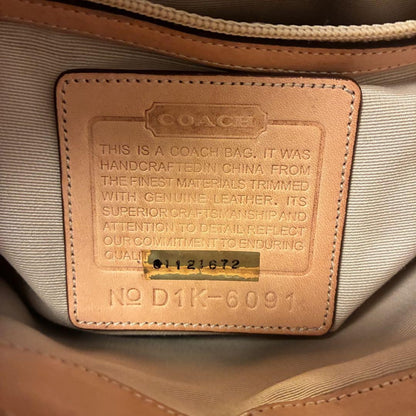 COACH
THIS IS A COACH BAG. IT WAS
HANDCRAFTED IN CHINA FROM
THE FINEST MATERIALS TRIMMED
WITH GENUINE LEATHER. ITS
SUPERIOR CRAFTSMANSHIP AND
ATTENTION TO DETAIL REFLECT
OUR COMMITMENT TO ENDURING
01121672
No D1K-6091